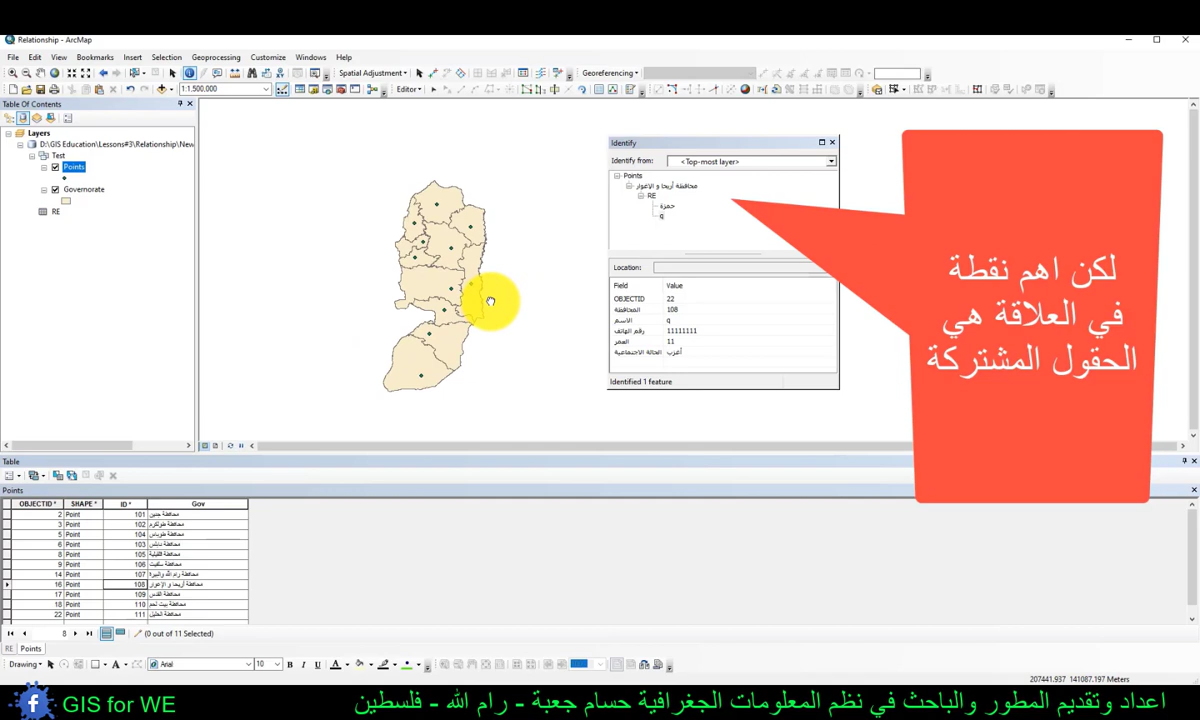 Relationship - ArcMap
File Edit View Bookmarks Insert Selection Geoprocessing Customize Windows Help
Spatial Adjustment Georeferencing
1:1,500,000 Editor
Table Of Contents
Layers
D:\GIS Education\Lessons#3\Relationship\New
Test
Points
Governorate
RE
Identify
Identify from: <Top-most layer>
Points
محافظة أريحا و الاغوار
RE
حمزة
q
Location:
Field Value
OBJECTID 22
المحافظة 108
الاسم q
رقم الهاتف 11111111
العمر 11
الحالة الاجتماعية أعزب
Identified 1 feature
لكن اهم نقطة
في العلاقة هي
الحقول المشتركة
Table
Points
OBJECTID * SHAPE * ID * Gov
2 Point 101 محافظة جنين
3 Point 102 محافظة طولكرم
5 Point 104 محافظة طوباس
6 Point 103 محافظة نابلس
8 Point 105 محافظة قلقيلية
9 Point 106 محافظة سلفيت
14 Point 107 محافظة رام الله والبيرة
16 Point 108 محافظة أريحا و الاغوار
17 Point 109 محافظة القدس
18 Point 110 محافظة بيت لحم
22 Point 111 محافظة الخليل
8 (0 out of 11 Selected)
RE Points
Drawing Arial 10 B I U A
207441.937 141087.197 Meters
GIS for WE
اعداد وتقديم المطور والباحث في نظم المعلومات الجغرافية حسام جعبة - رام الله - فلسطين